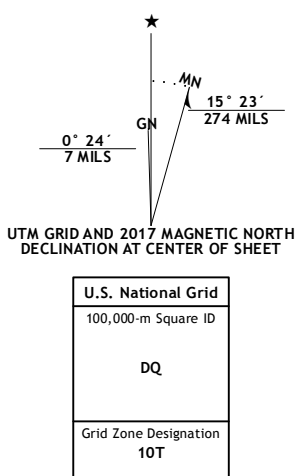 MN
GN
15° 23´
274 MILS
0° 24´
7 MILS
UTM GRID AND 2017 MAGNETIC NORTH
DECLINATION AT CENTER OF SHEET
U.S. National Grid
100,000-m Square ID
DQ
Grid Zone Designation
10T